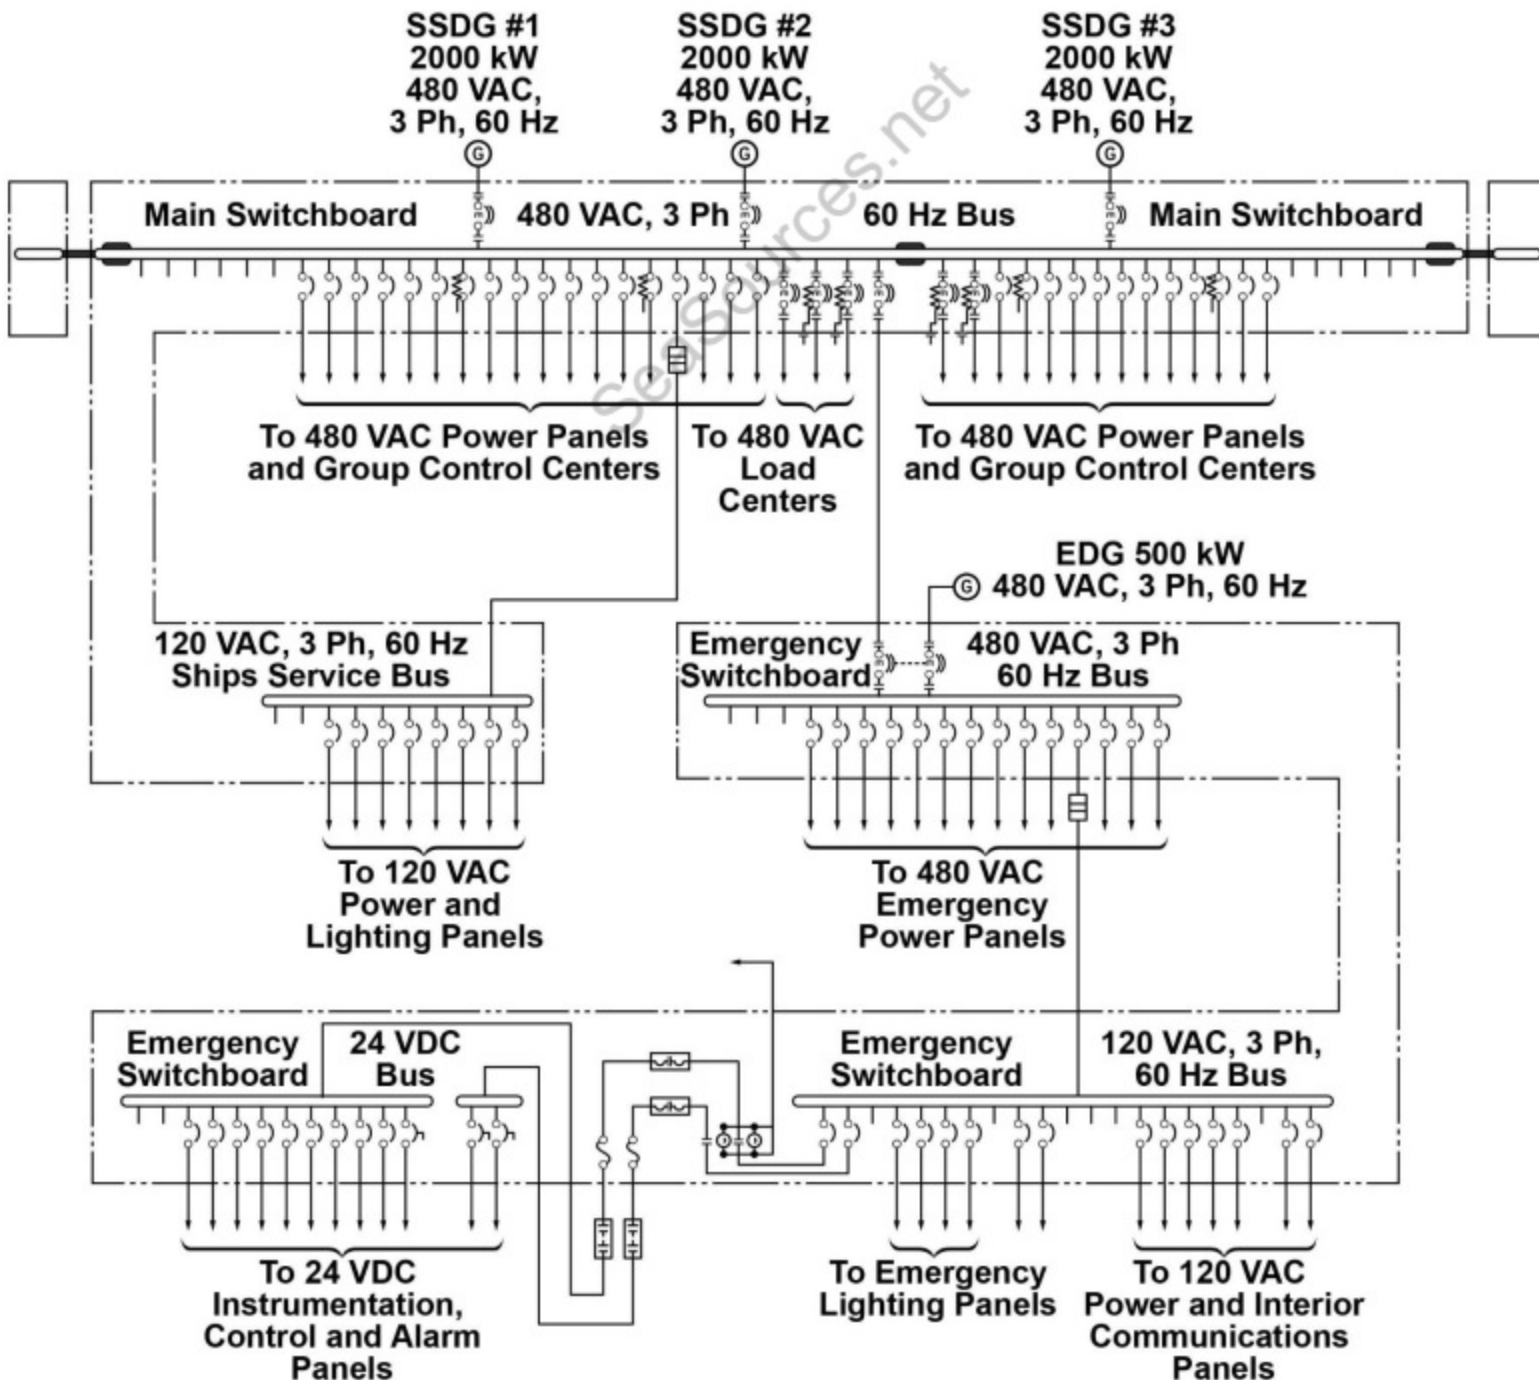 SSDG #1
2000 kW
480 VAC,
3 Ph, 60 Hz
G
SSDG #2
2000 kW
480 VAC,
3 Ph, 60 Hz
G
SSDG #3
2000 kW
480 VAC,
3 Ph, 60 Hz
G
SeaSources.net
Main Switchboard
480 VAC, 3 Ph
60 Hz Bus
Main Switchboard
To 480 VAC Power Panels
and Group Control Centers
To 480 VAC
Load
Centers
To 480 VAC Power Panels
and Group Control Centers
EDG 500 kW
G 480 VAC, 3 Ph, 60 Hz
120 VAC, 3 Ph, 60 Hz
Ships Service Bus
Emergency
Switchboard
480 VAC, 3 Ph
60 Hz Bus
To 120 VAC
Power and
Lighting Panels
To 480 VAC
Emergency
Power Panels
Emergency
Switchboard
24 VDC
Bus
Emergency
Switchboard
120 VAC, 3 Ph,
60 Hz Bus
To 24 VDC
Instrumentation,
Control and Alarm
Panels
To Emergency
Lighting Panels
To 120 VAC
Power and Interior
Communications
Panels